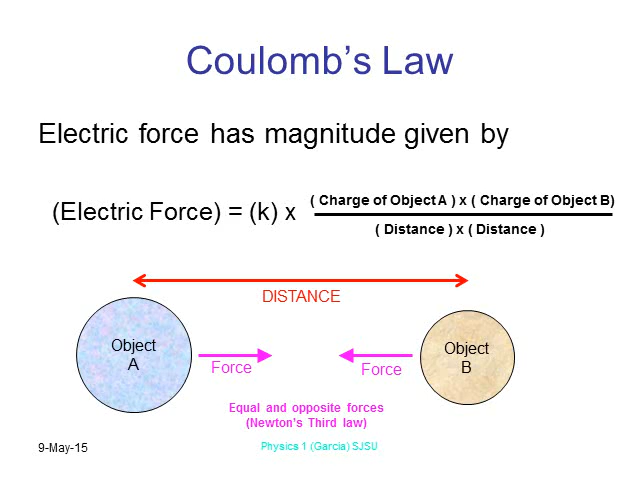 Coulomb’s Law
Electric force has magnitude given by
(Electric Force) = (k) x
( Charge of Object A ) x ( Charge of Object B)
( Distance ) x ( Distance )
DISTANCE
Object
A
Force
Force
Object
B
Equal and opposite forces
(Newton's Third law)
9-May-15
Physics 1 (Garcia) SJSU